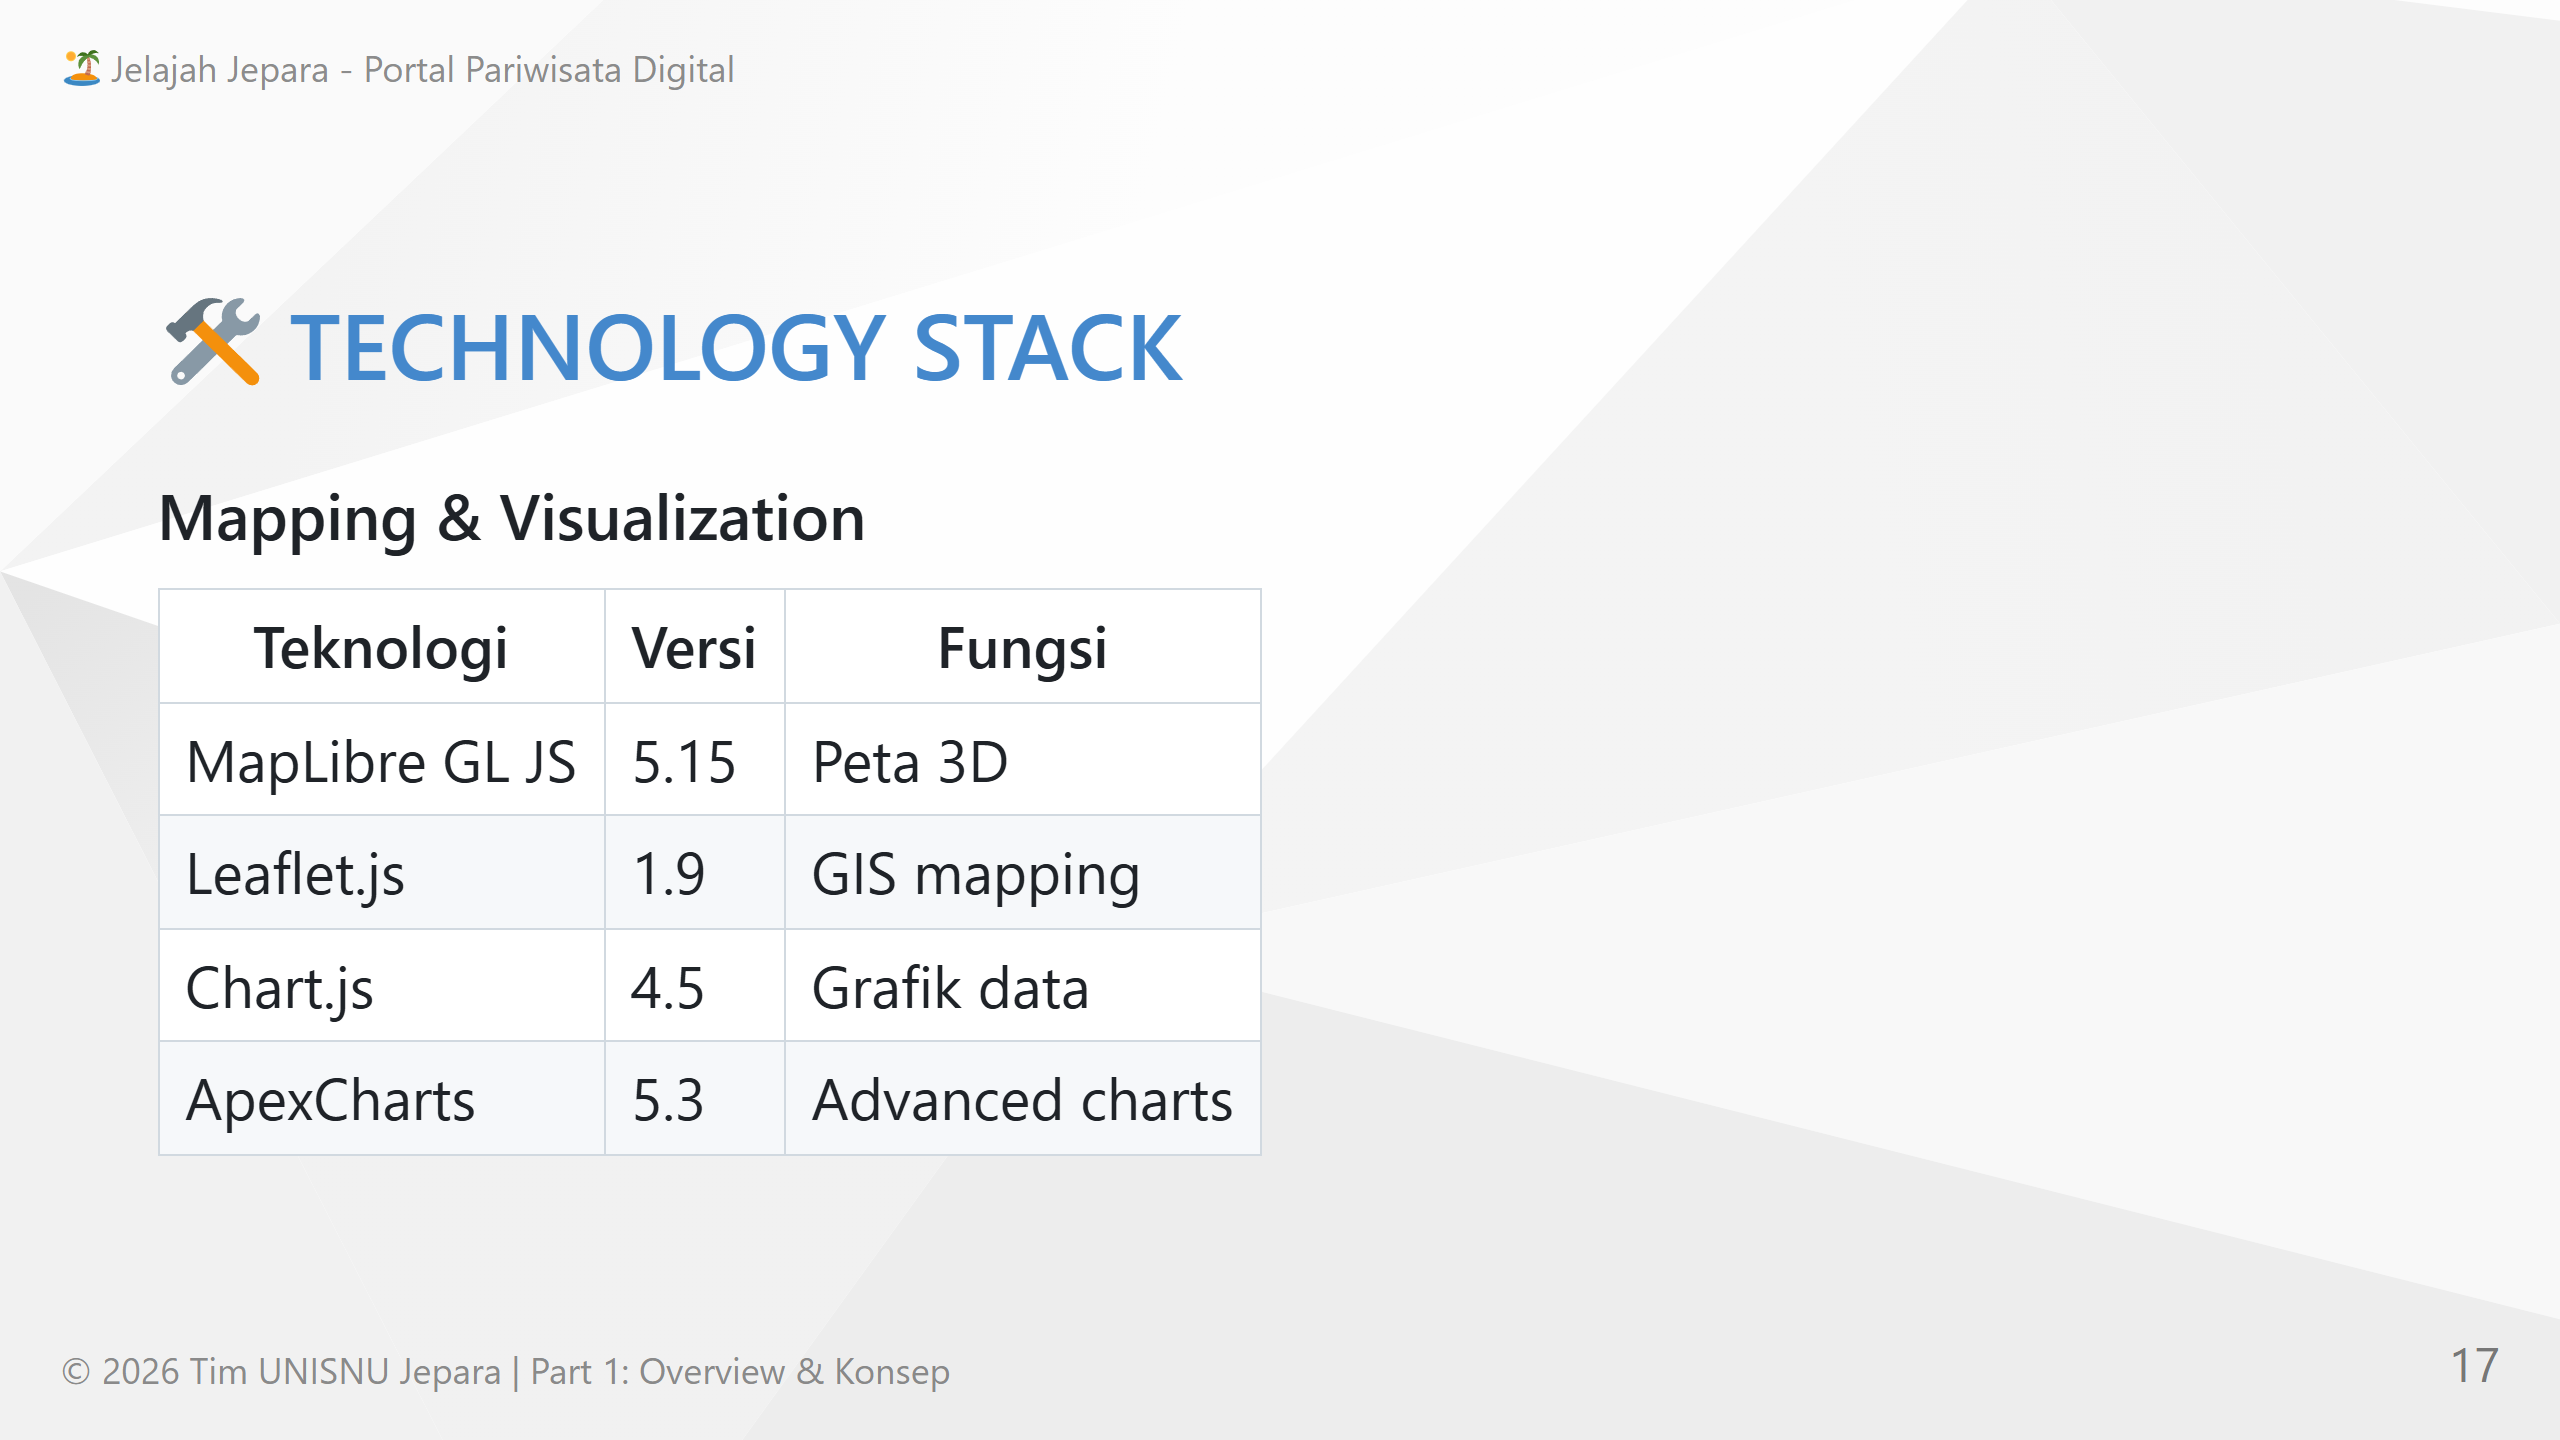 Jelajah Jepara - Portal Pariwisata Digital
TECHNOLOGY STACK
Mapping & Visualization
Teknologi Versi Fungsi
MapLibre GL JS 5.15 Peta 3D
Leaflet.js 1.9 GIS mapping
Chart.js 4.5 Grafik data
ApexCharts 5.3 Advanced charts
© 2026 Tim UNISNU Jepara | Part 1: Overview & Konsep
17